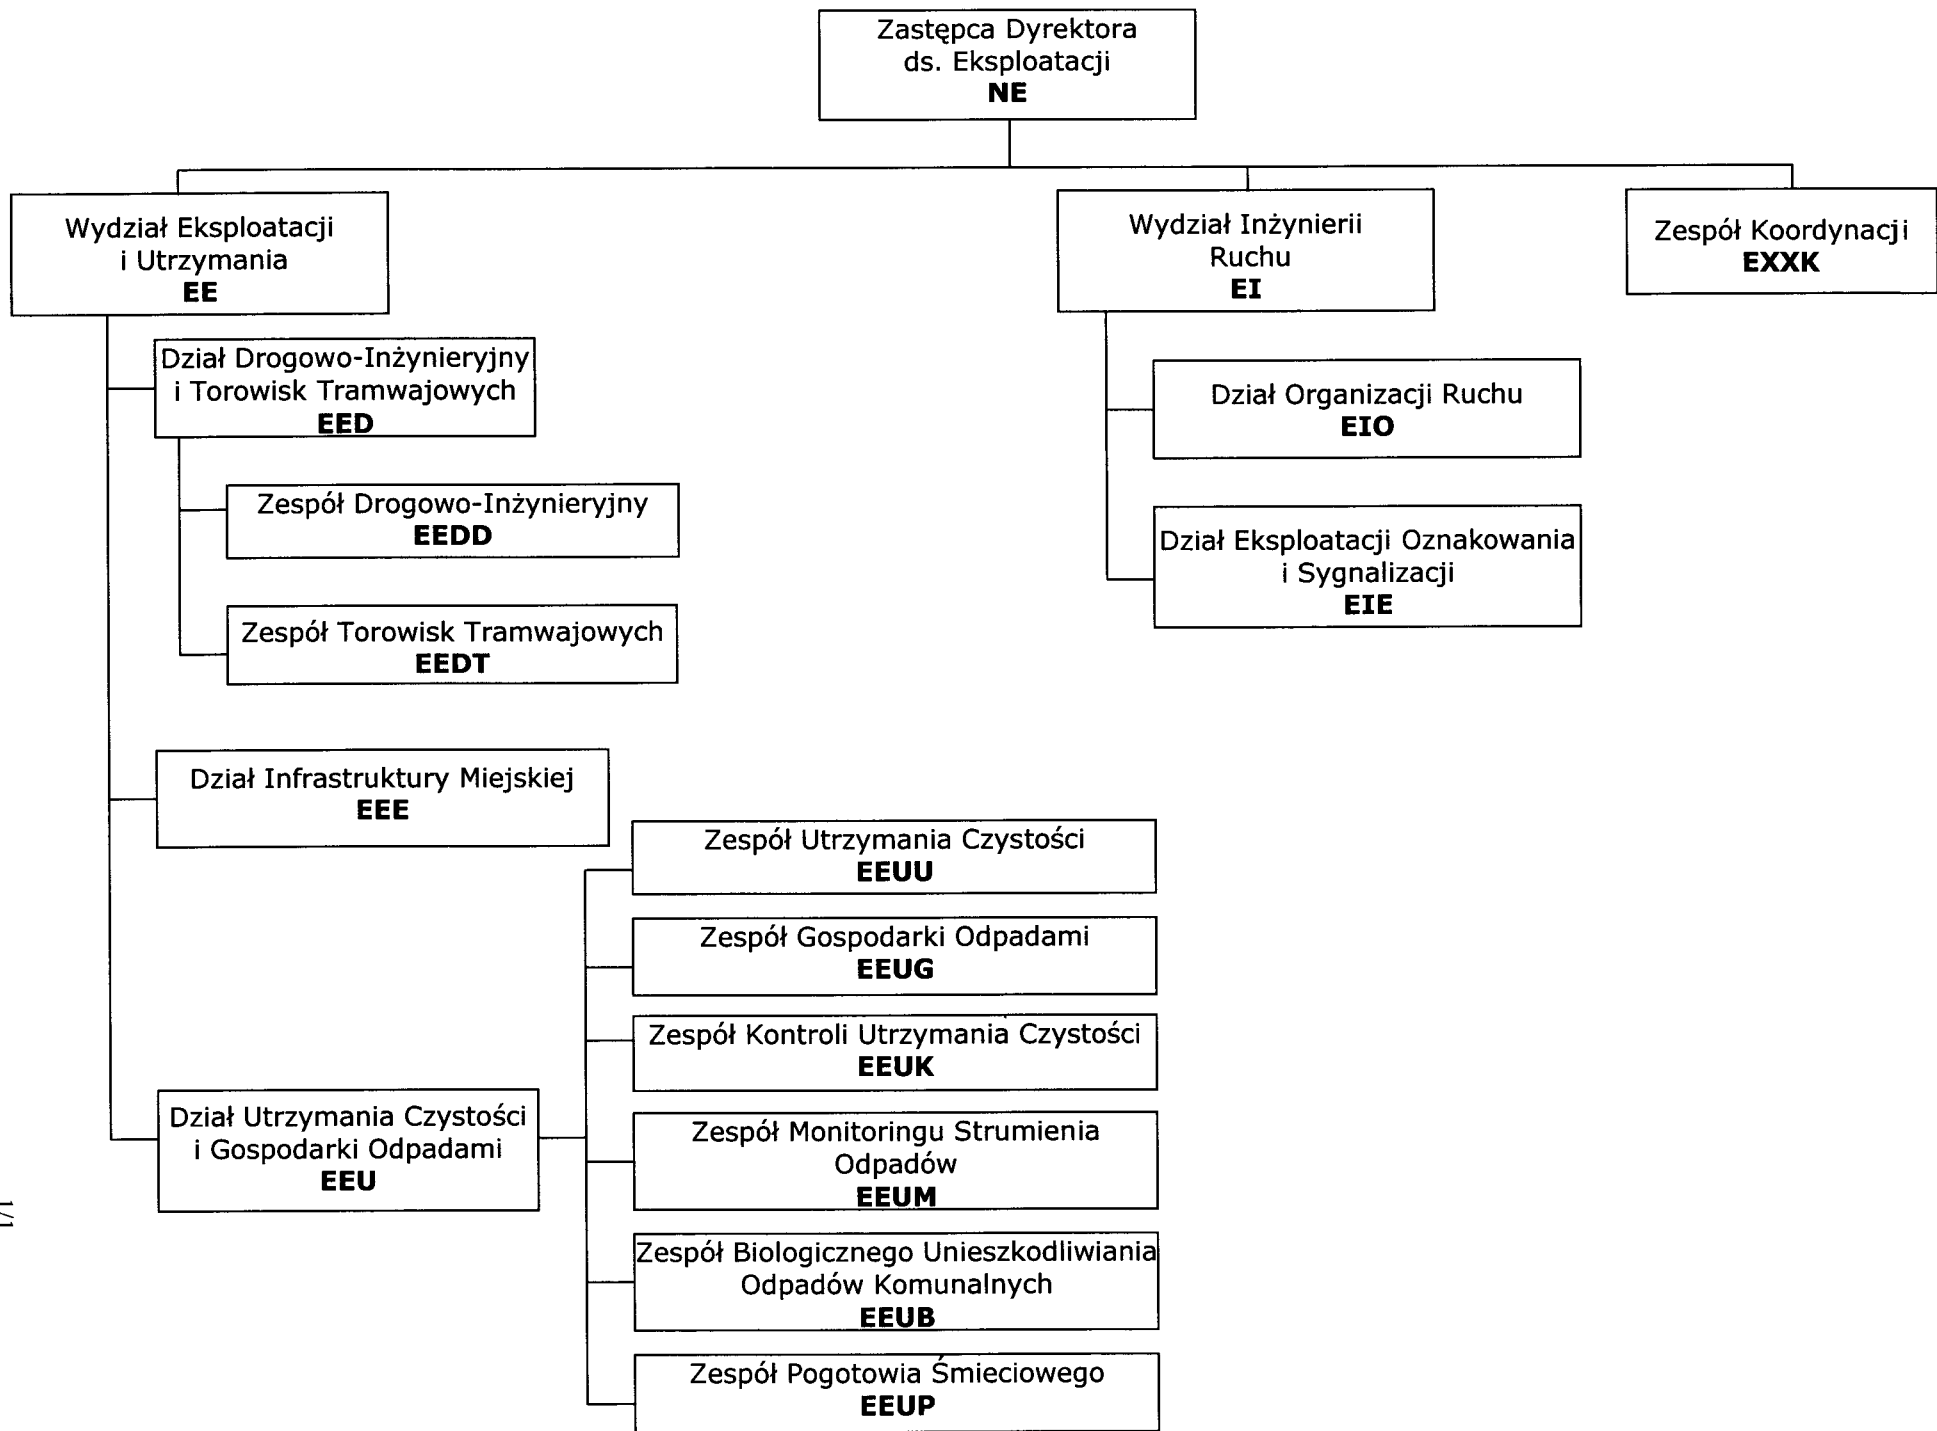 Zastępca Dyrektora
ds. Eksploatacji
NE
Wydział Eksploatacji
i Utrzymania
EE
Wydział Inżynierii
Ruchu
EI
Zespół Koordynacji
EXXK
Dział Drogowo-Inżynieryjny
i Torowisk Tramwajowych
EED
Dział Organizacji Ruchu
EIO
Zespół Drogowo-Inżynieryjny
EEDD
Dział Eksploatacji Oznakowania
i Sygnalizacji
EIE
Zespół Torowisk Tramwajowych
EEDT
Dział Infrastruktury Miejskiej
EEE
Zespół Utrzymania Czystości
EEUU
Zespół Gospodarki Odpadami
EEUG
Zespół Kontroli Utrzymania Czystości
EEUK
Dział Utrzymania Czystości
i Gospodarki Odpadami
EEU
Zespół Monitoringu Strumienia
Odpadów
EEUM
Zespół Biologicznego Unieszkodliwiania
Odpadów Komunalnych
EEUB
Zespół Pogotowia Śmieciowego
EEUP
1/1